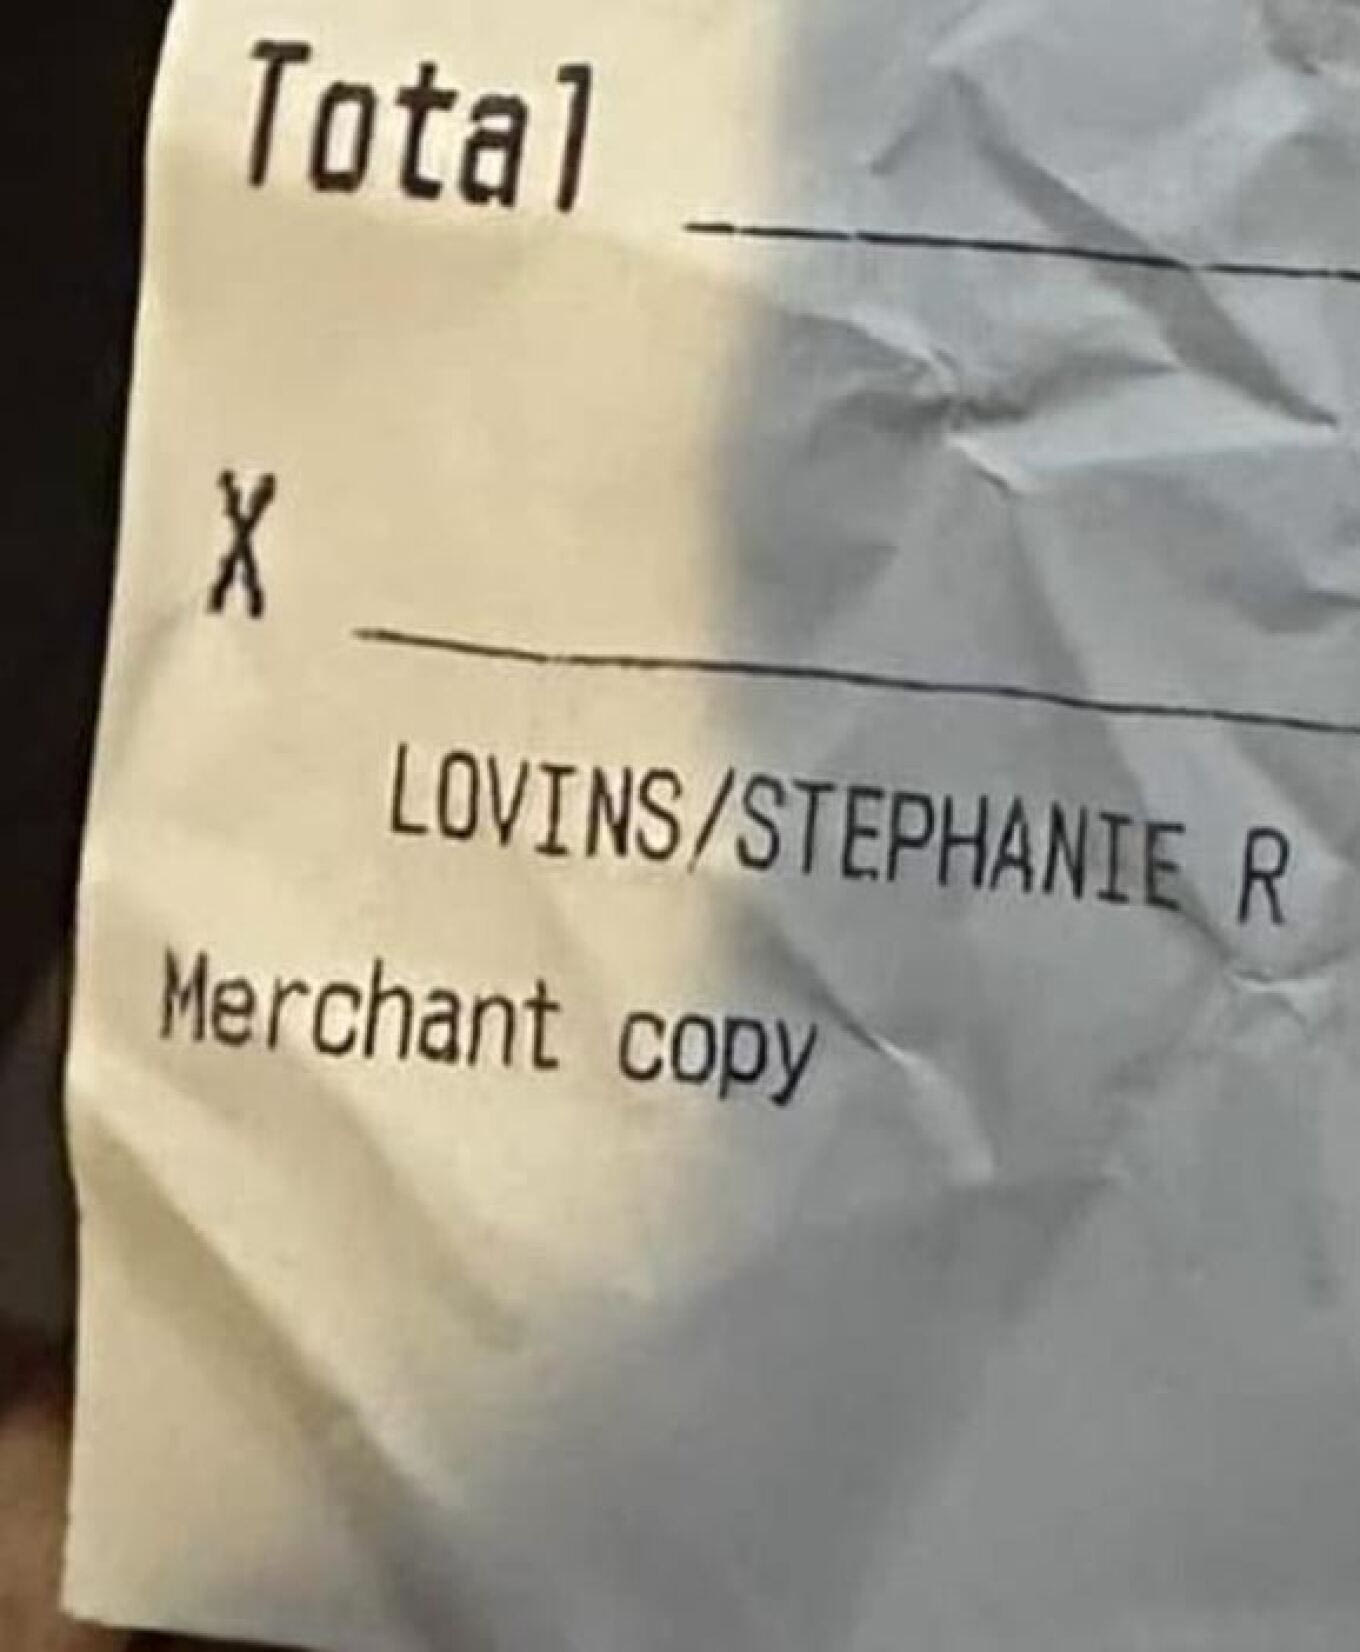 Total
X
LOVINS/STEPHANIE R
Merchant copy